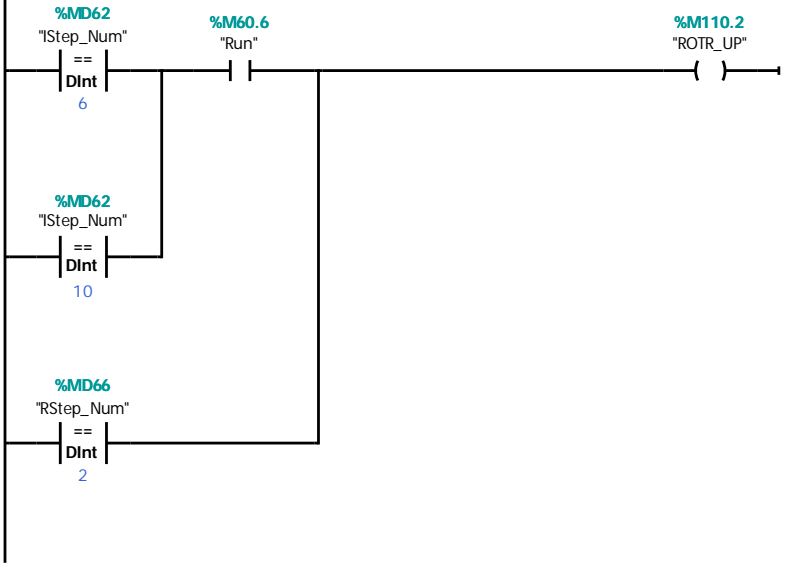 %MD62
"IStep_Num"
==
DInt
6
%M60.6
"Run"
%M110.2
"ROTR_UP"
%MD62
"IStep_Num"
==
DInt
10
%MD66
"RStep_Num"
==
DInt
2